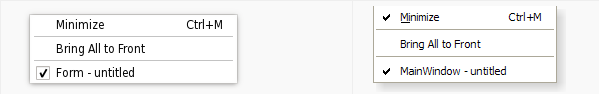 Minimize Ctrl+M
Bring All to Front
Form - untitled
Minimize Ctrl+M
Bring All to Front
MainWindow - untitled